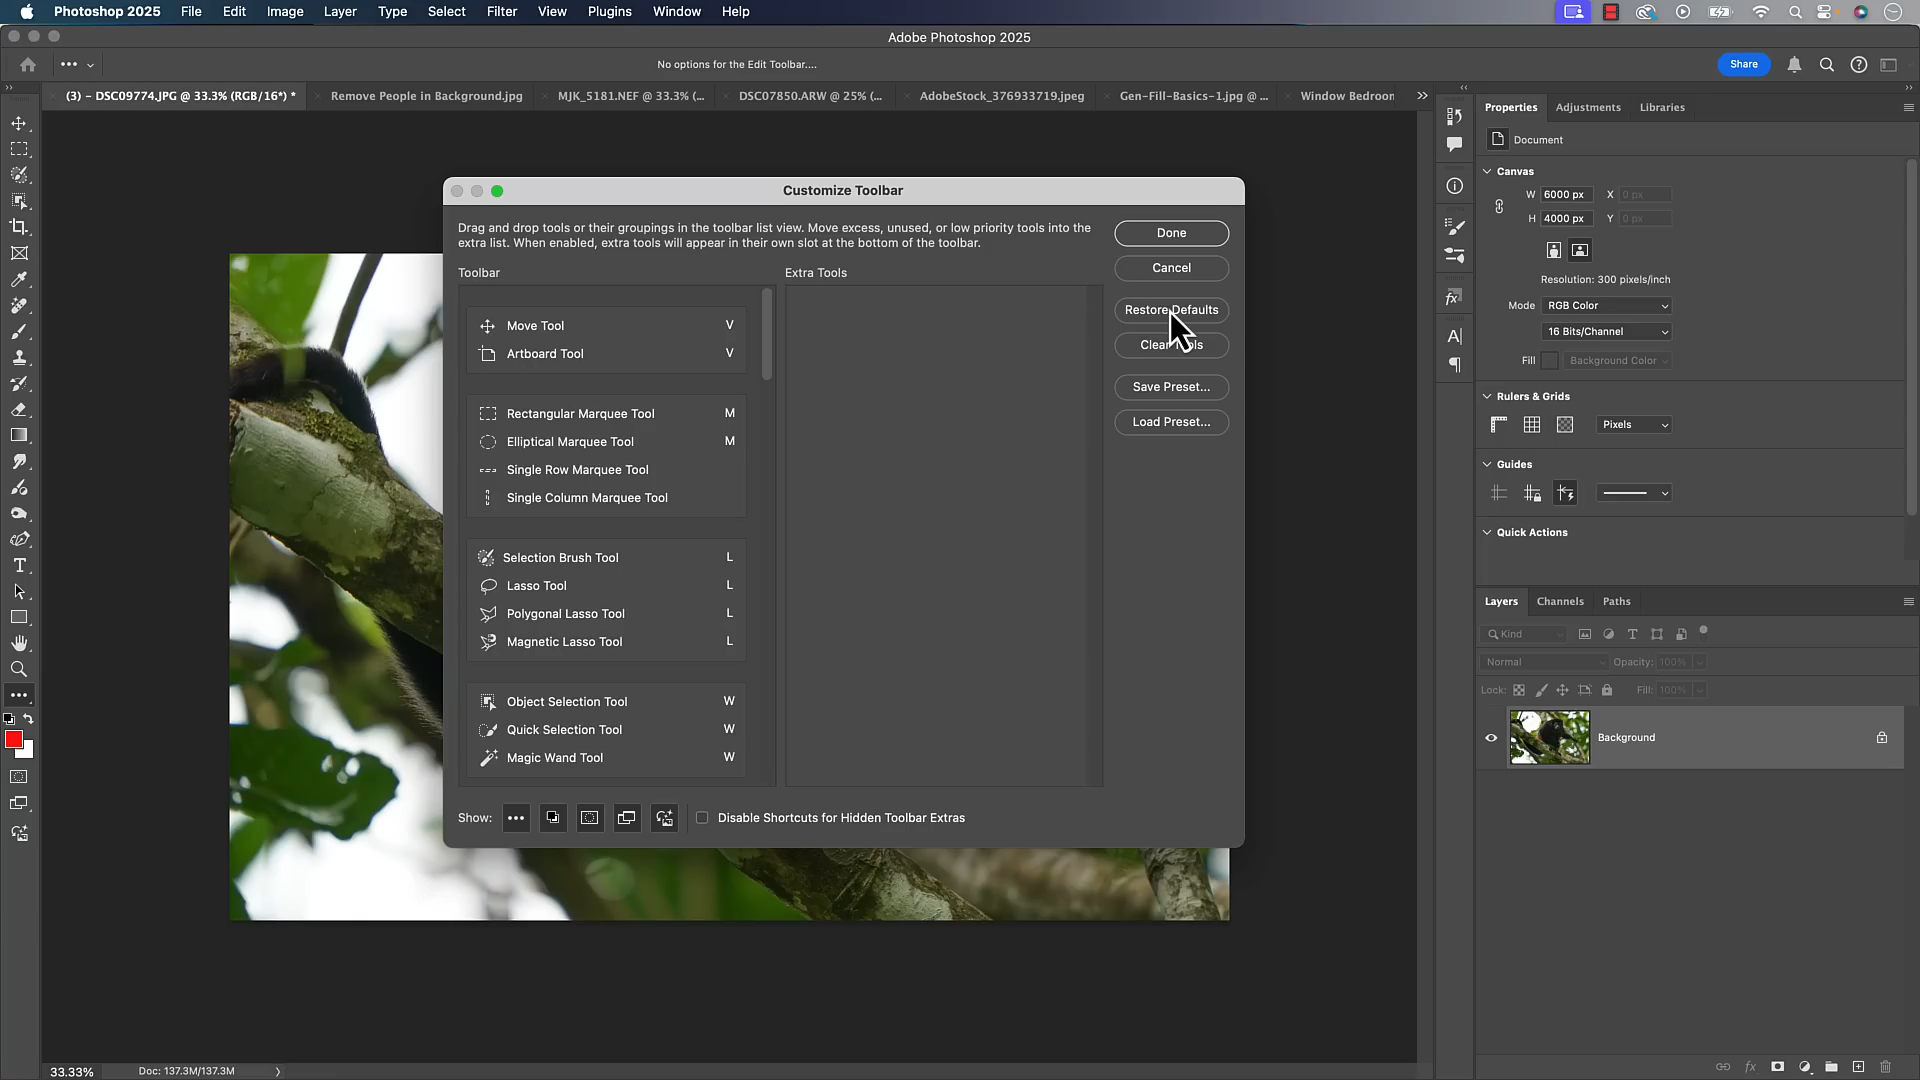 Photoshop 2025 File Edit Image Layer Type Select Filter View Plugins Window Help
Adobe Photoshop 2025
No options for the Edit Toolbar....
Share
(3) - DSC09774.JPG @ 33.3% (RGB/16*) *
Remove People in Background.jpg
MJK_5181.NEF @ 33.3% (...
DSC07850.ARW @ 25% (...
AdobeStock_376933719.jpeg
Gen-Fill-Basics-1.jpg @ ...
Window Bedroom
Customize Toolbar
Drag and drop tools or their groupings in the toolbar list view. Move excess, unused, or low priority tools into the
extra list. When enabled, extra tools will appear in their own slot at the bottom of the toolbar.
Toolbar
Extra Tools
Move Tool V
Artboard Tool V
Rectangular Marquee Tool M
Elliptical Marquee Tool M
Single Row Marquee Tool
Single Column Marquee Tool
Selection Brush Tool L
Lasso Tool L
Polygonal Lasso Tool L
Magnetic Lasso Tool L
Object Selection Tool W
Quick Selection Tool W
Magic Wand Tool W
Done
Cancel
Restore Defaults
Clear Tools
Save Preset...
Load Preset...
Show:
Disable Shortcuts for Hidden Toolbar Extras
Properties Adjustments Libraries
Document
Canvas
W 6000 px X 0 px
H 4000 px Y 0 px
Resolution: 300 pixels/inch
Mode RGB Color
16 Bits/Channel
Fill Background Color
Rulers & Grids
Pixels
Guides
Quick Actions
Layers Channels Paths
Kind
Normal Opacity: 100%
Lock: Fill: 100%
Background
33.33% Doc: 137.3M/137.3M